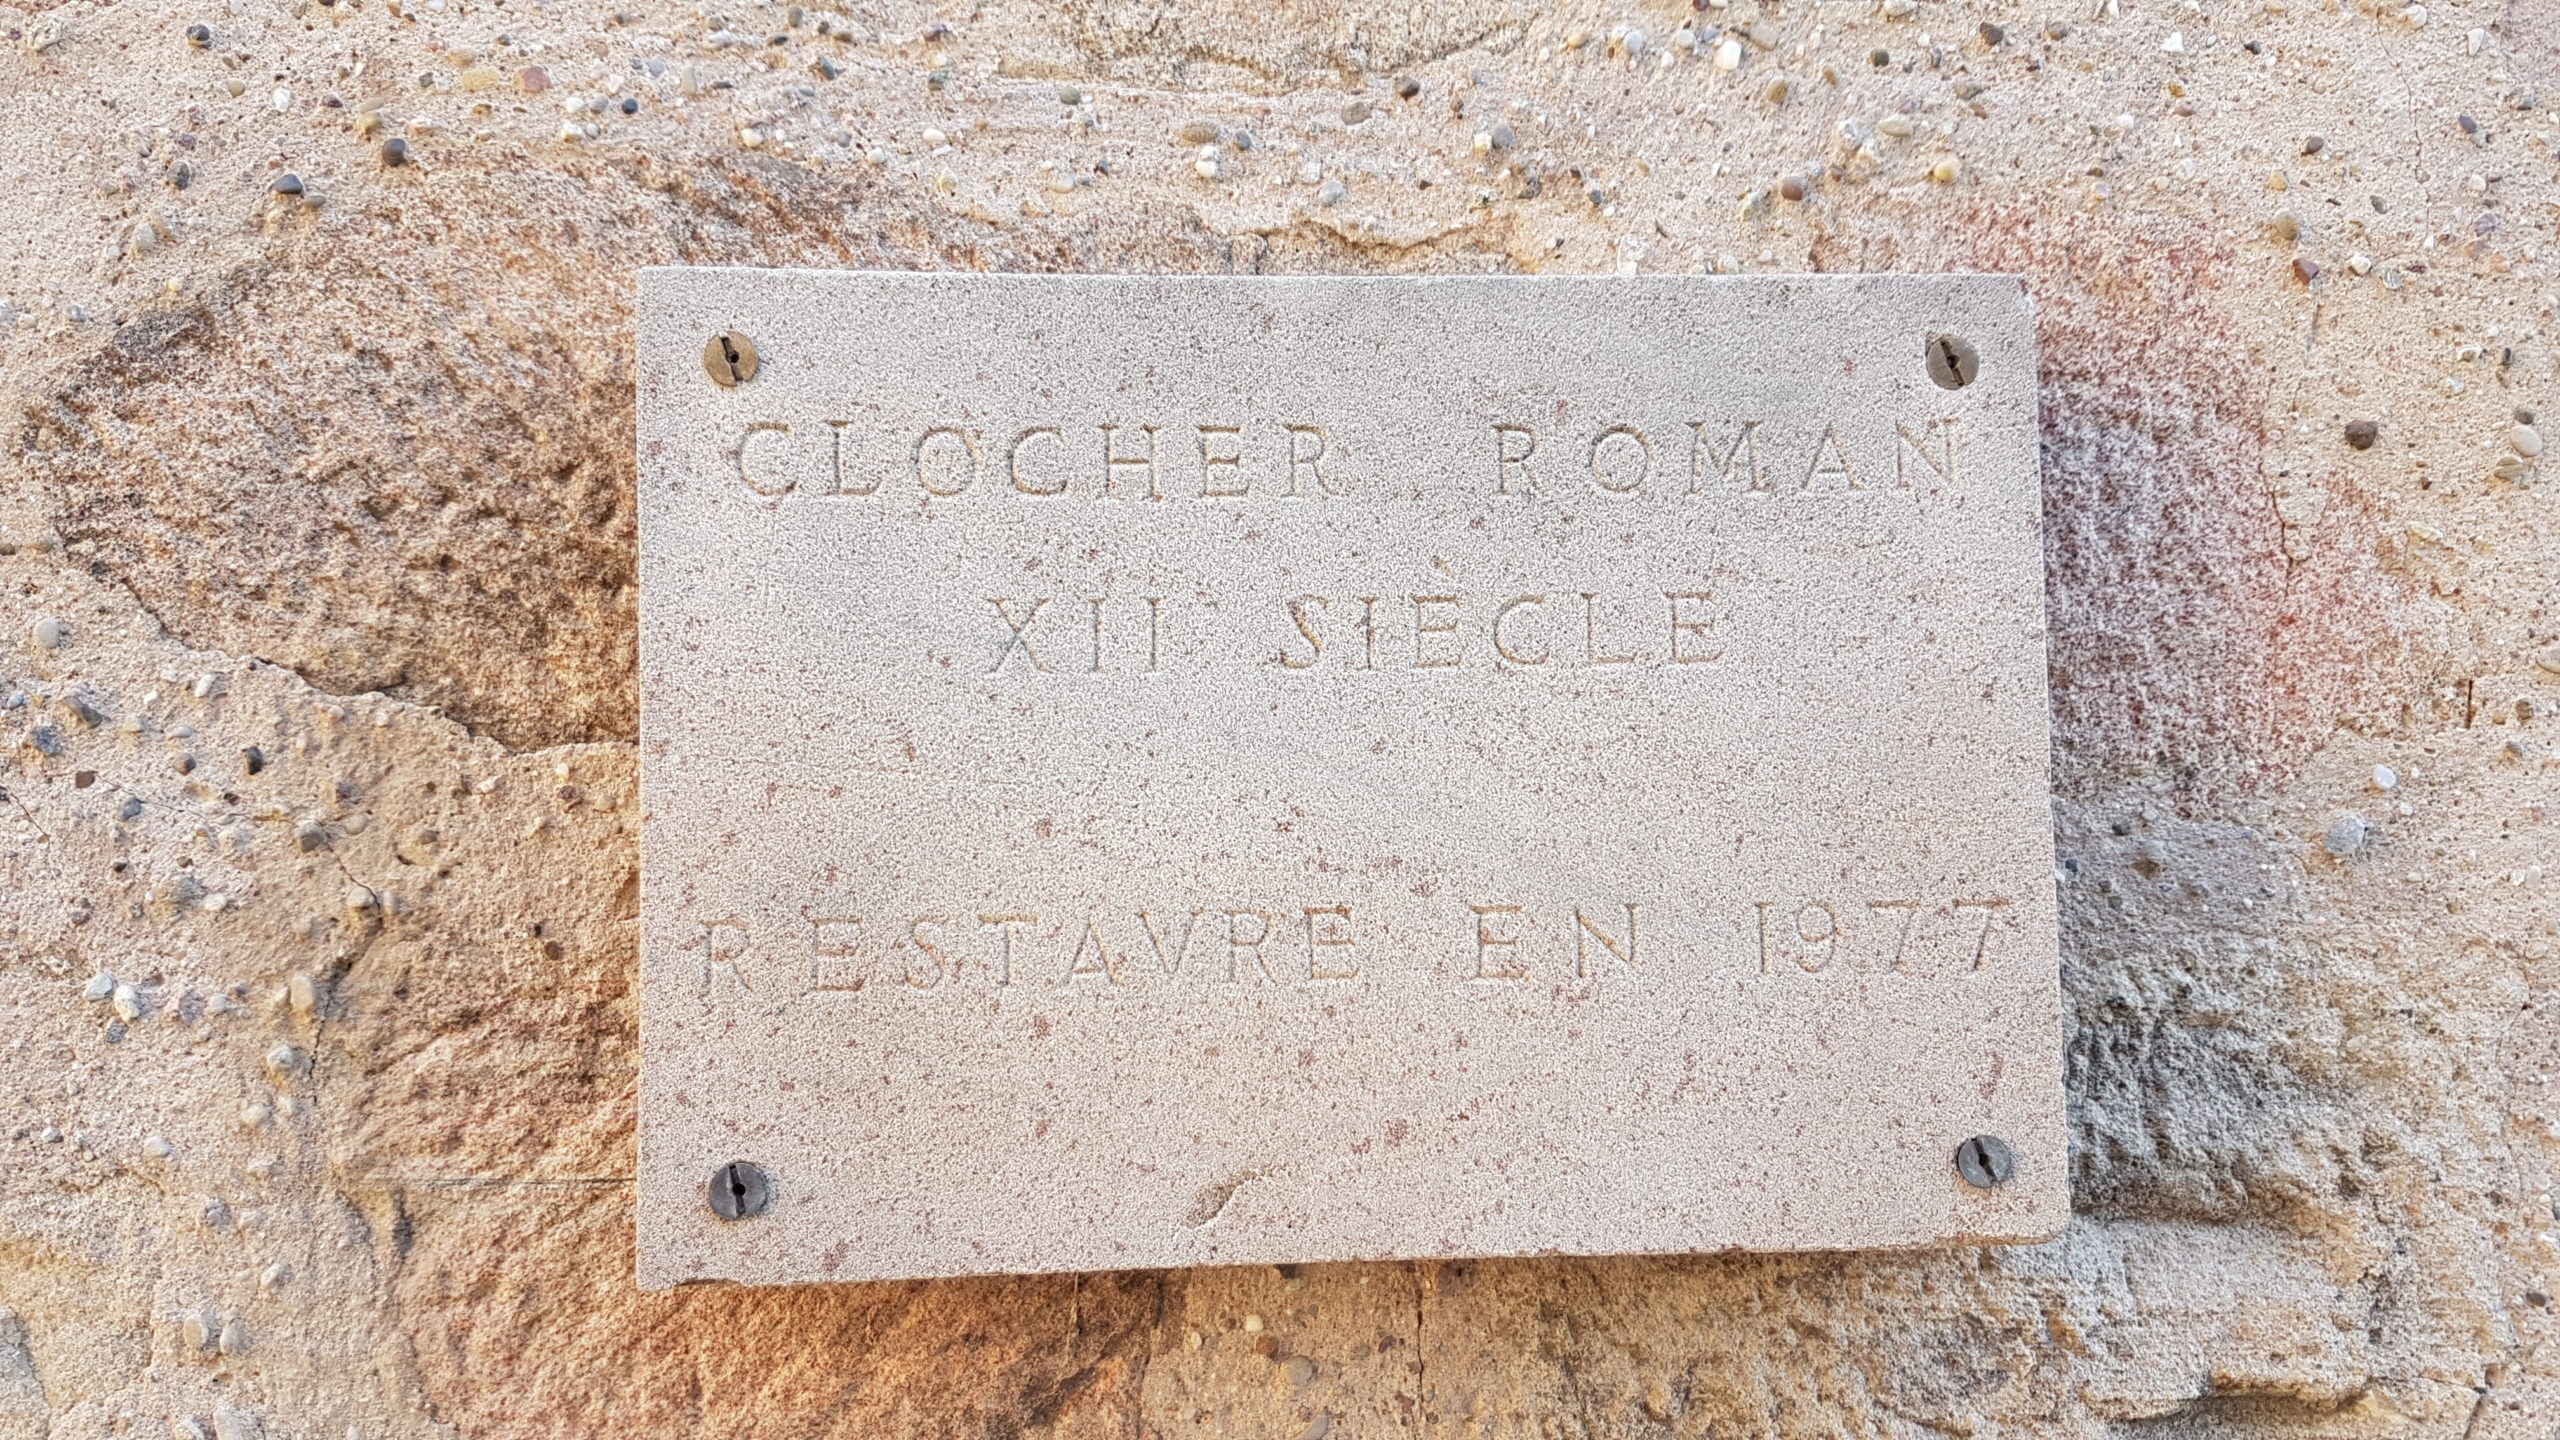 CLOCHER ROMAN
XII SIÈCLE
RESTAVRE EN 1977